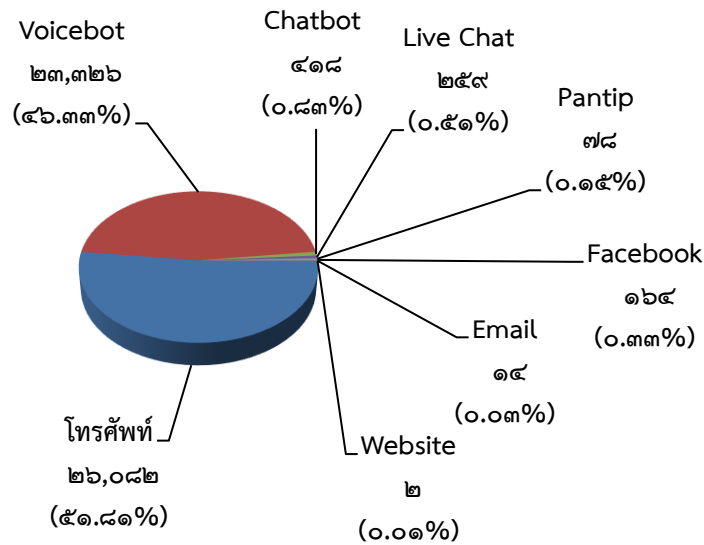 Voicebot
๒๓,๓๒๖
(๔๖.๓๓%)
Chatbot
๔๑๘
(๐.๘๓%)
Live Chat
๒๕๙
(๐.๕๑%)
Pantip
๗๘
(๐.๑๕%)
Facebook
๑๖๔
(๐.๓๓%)
Email
๑๔
(๐.๐๓%)
Website
๒
(๐.๐๑%)
โทรศัพท์
๒๖,๐๘๒
(๕๑.๘๑%)